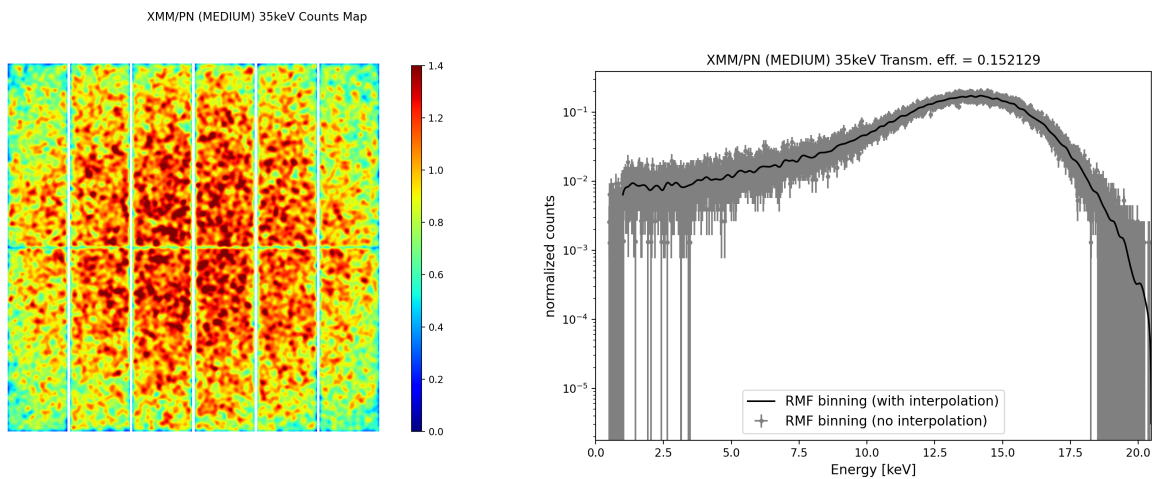 XMM/PN (MEDIUM) 35keV Counts Map
1.4
1.2
1.0
0.8
0.6
0.4
0.2
0.0
XMM/PN (MEDIUM) 35keV Transm. eff. = 0.152129
normalized counts
10⁻¹
10⁻²
10⁻³
10⁻⁴
10⁻⁵
RMF binning (with interpolation)
RMF binning (no interpolation)
0.0 2.5 5.0 7.5 10.0 12.5 15.0 17.5 20.0
Energy [keV]